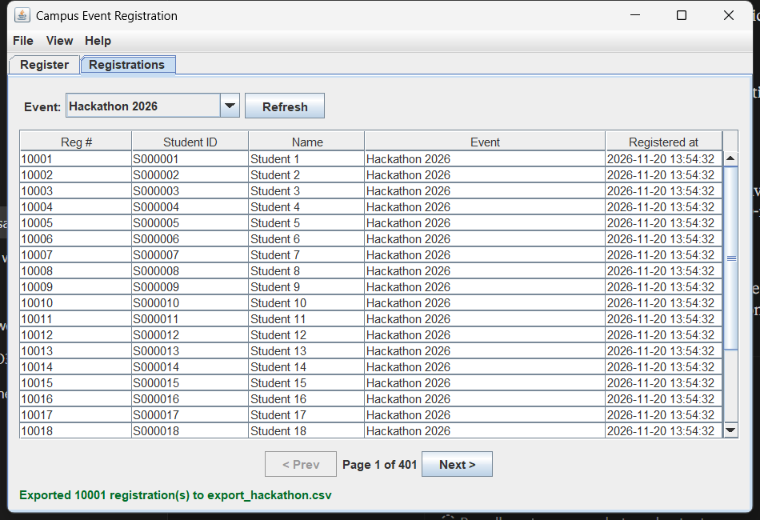 Campus Event Registration
File View Help
Register Registrations
Event: Hackathon 2026 Refresh
Reg # Student ID Name Event Registered at
10001 S000001 Student 1 Hackathon 2026 2026-11-20 13:54:32
10002 S000002 Student 2 Hackathon 2026 2026-11-20 13:54:32
10003 S000003 Student 3 Hackathon 2026 2026-11-20 13:54:32
10004 S000004 Student 4 Hackathon 2026 2026-11-20 13:54:32
10005 S000005 Student 5 Hackathon 2026 2026-11-20 13:54:32
10006 S000006 Student 6 Hackathon 2026 2026-11-20 13:54:32
10007 S000007 Student 7 Hackathon 2026 2026-11-20 13:54:32
10008 S000008 Student 8 Hackathon 2026 2026-11-20 13:54:32
10009 S000009 Student 9 Hackathon 2026 2026-11-20 13:54:32
10010 S000010 Student 10 Hackathon 2026 2026-11-20 13:54:32
10011 S000011 Student 11 Hackathon 2026 2026-11-20 13:54:32
10012 S000012 Student 12 Hackathon 2026 2026-11-20 13:54:32
10013 S000013 Student 13 Hackathon 2026 2026-11-20 13:54:32
10014 S000014 Student 14 Hackathon 2026 2026-11-20 13:54:32
10015 S000015 Student 15 Hackathon 2026 2026-11-20 13:54:32
10016 S000016 Student 16 Hackathon 2026 2026-11-20 13:54:32
10017 S000017 Student 17 Hackathon 2026 2026-11-20 13:54:32
10018 S000018 Student 18 Hackathon 2026 2026-11-20 13:54:32
< Prev Page 1 of 401 Next >
Exported 10001 registration(s) to export_hackathon.csv